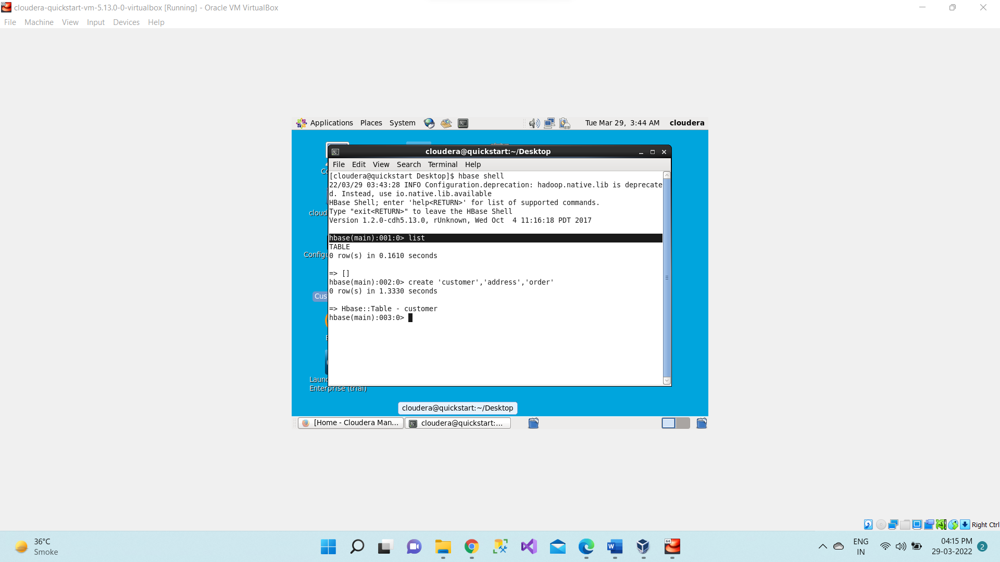 cloudera-quickstart-vm-5.13.0-0-virtualbox [Running] - Oracle VM VirtualBox
File Machine View Input Devices Help
Applications Places System Tue Mar 29, 3:44 AM cloudera
cloudera@quickstart:~/Desktop
File Edit View Search Terminal Help
[cloudera@quickstart Desktop]$ hbase shell
22/03/29 03:43:28 INFO Configuration.deprecation: hadoop.native.lib is deprecate
d. Instead, use io.native.lib.available
HBase Shell; enter 'help<RETURN>' for list of supported commands.
Type "exit<RETURN>" to leave the HBase Shell
Version 1.2.0-cdh5.13.0, rUnknown, Wed Oct  4 11:16:18 PDT 2017
hbase(main):001:0> list
TABLE
0 row(s) in 0.1610 seconds
=> []
hbase(main):002:0> create 'customer','address','order'
0 row(s) in 1.3330 seconds
=> Hbase::Table - customer
hbase(main):003:0>
Enterprise (trial)
cloudera@quickstart:~/Desktop
[Home - Cloudera Man... cloudera@quickstart:...
Right Ctrl
36°C
Smoke
64
ENG
IN
04:15 PM
29-03-2022
2